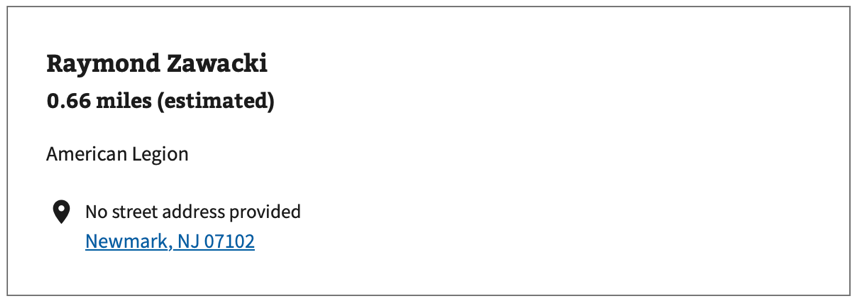 Raymond Zawacki
0.66 miles (estimated)
American Legion
No street address provided
Newmark, NJ 07102